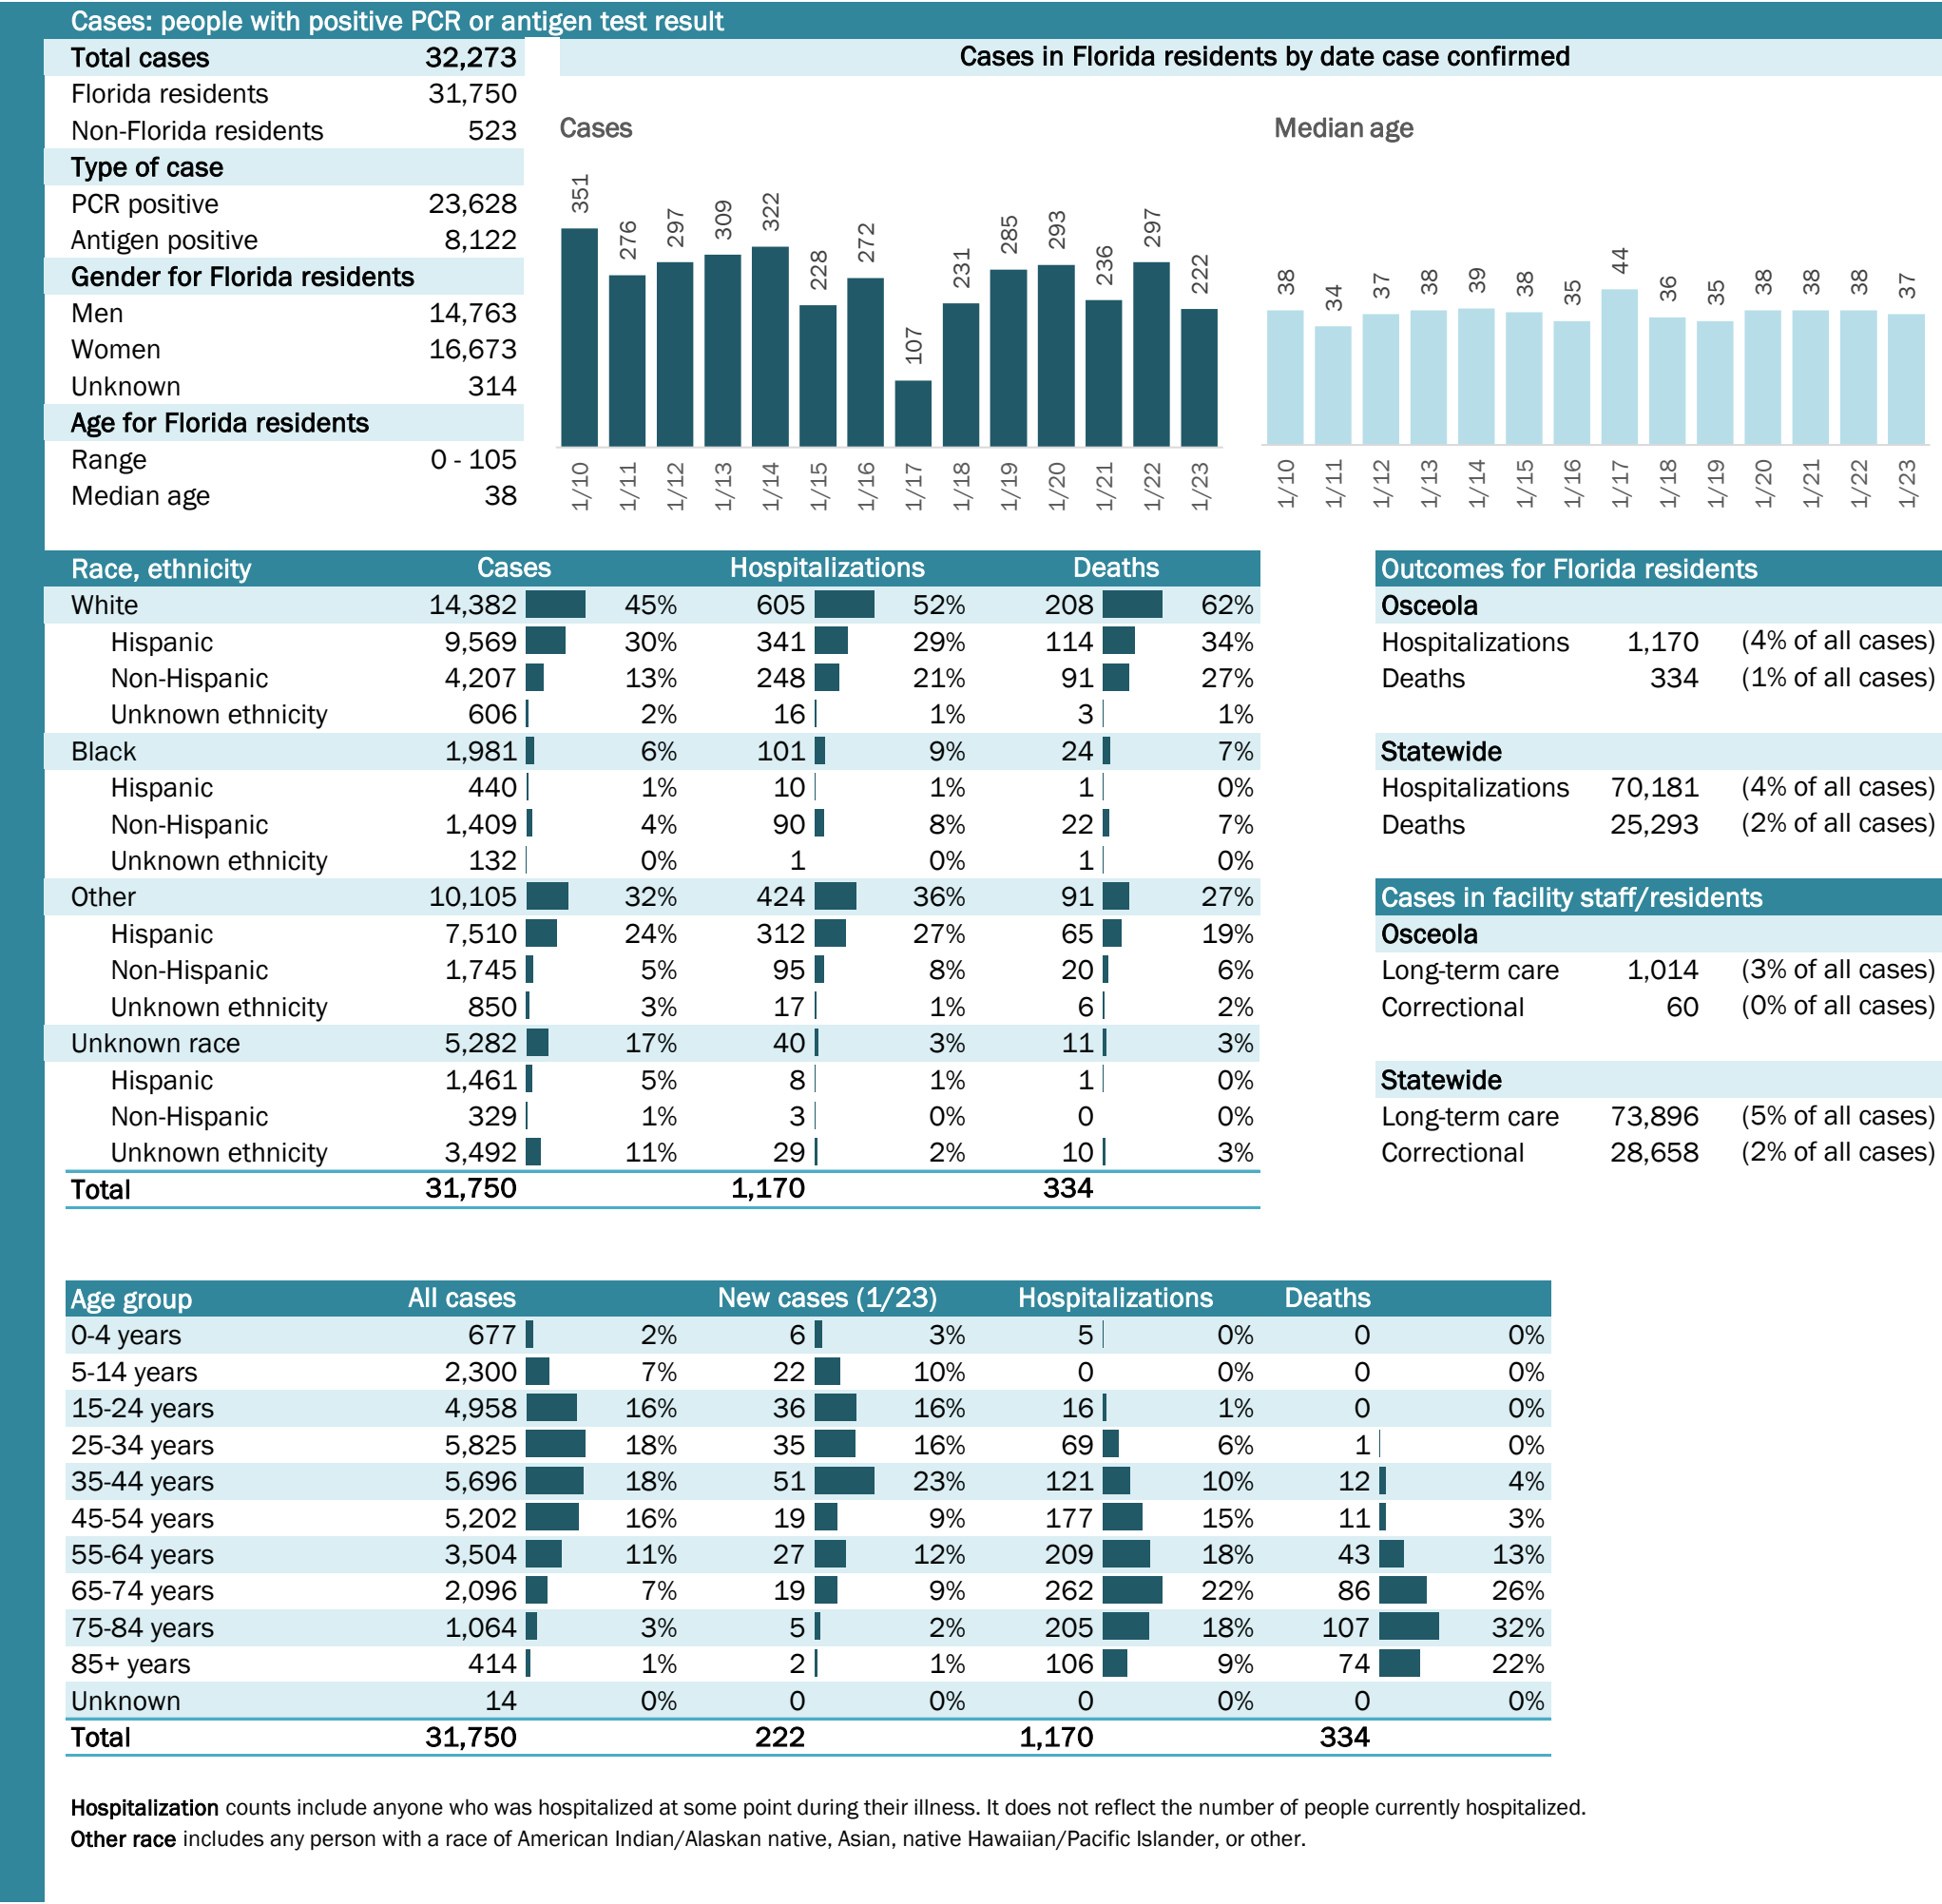 Cases: people with positive PCR or antigen test result
Total cases 32,273
Florida residents 31,750
Non-Florida residents 523
Type of case
PCR positive 23,628
Antigen positive 8,122
Gender for Florida residents
Men 14,763
Women 16,673
Unknown 314
Age for Florida residents
Range 0 - 105
Median age 38
Cases in Florida residents by date case confirmed
Cases
351 276 297 309 322 228 272 107 231 285 293 236 297 222
1/10 1/11 1/12 1/13 1/14 1/15 1/16 1/17 1/18 1/19 1/20 1/21 1/22 1/23
Median age
38 34 37 38 39 38 35 44 36 35 38 38 38 37
1/10 1/11 1/12 1/13 1/14 1/15 1/16 1/17 1/18 1/19 1/20 1/21 1/22 1/23
Race, ethnicity Cases Hospitalizations Deaths
White 14,382 45% 605 52% 208 62%
Hispanic 9,569 30% 341 29% 114 34%
Non-Hispanic 4,207 13% 248 21% 91 27%
Unknown ethnicity 606 2% 16 1% 3 1%
Black 1,981 6% 101 9% 24 7%
Hispanic 440 1% 10 1% 1 0%
Non-Hispanic 1,409 4% 90 8% 22 7%
Unknown ethnicity 132 0% 1 0% 1 0%
Other 10,105 32% 424 36% 91 27%
Hispanic 7,510 24% 312 27% 65 19%
Non-Hispanic 1,745 5% 95 8% 20 6%
Unknown ethnicity 850 3% 17 1% 6 2%
Unknown race 5,282 17% 40 3% 11 3%
Hispanic 1,461 5% 8 1% 1 0%
Non-Hispanic 329 1% 3 0% 0 0%
Unknown ethnicity 3,492 11% 29 2% 10 3%
Total 31,750 1,170 334
Outcomes for Florida residents
Osceola
Hospitalizations 1,170 (4% of all cases)
Deaths 334 (1% of all cases)
Statewide
Hospitalizations 70,181 (4% of all cases)
Deaths 25,293 (2% of all cases)
Cases in facility staff/residents
Osceola
Long-term care 1,014 (3% of all cases)
Correctional 60 (0% of all cases)
Statewide
Long-term care 73,896 (5% of all cases)
Correctional 28,658 (2% of all cases)
Age group All cases New cases (1/23) Hospitalizations Deaths
0-4 years 677 2% 6 3% 5 0% 0 0%
5-14 years 2,300 7% 22 10% 0 0% 0 0%
15-24 years 4,958 16% 36 16% 16 1% 0 0%
25-34 years 5,825 18% 35 16% 69 6% 1 0%
35-44 years 5,696 18% 51 23% 121 10% 12 4%
45-54 years 5,202 16% 19 9% 177 15% 11 3%
55-64 years 3,504 11% 27 12% 209 18% 43 13%
65-74 years 2,096 7% 19 9% 262 22% 86 26%
75-84 years 1,064 3% 5 2% 205 18% 107 32%
85+ years 414 1% 2 1% 106 9% 74 22%
Unknown 14 0% 0 0% 0 0% 0 0%
Total 31,750 222 1,170 334
Hospitalization counts include anyone who was hospitalized at some point during their illness. It does not reflect the number of people currently hospitalized.
Other race includes any person with a race of American Indian/Alaskan native, Asian, native Hawaiian/Pacific Islander, or other.